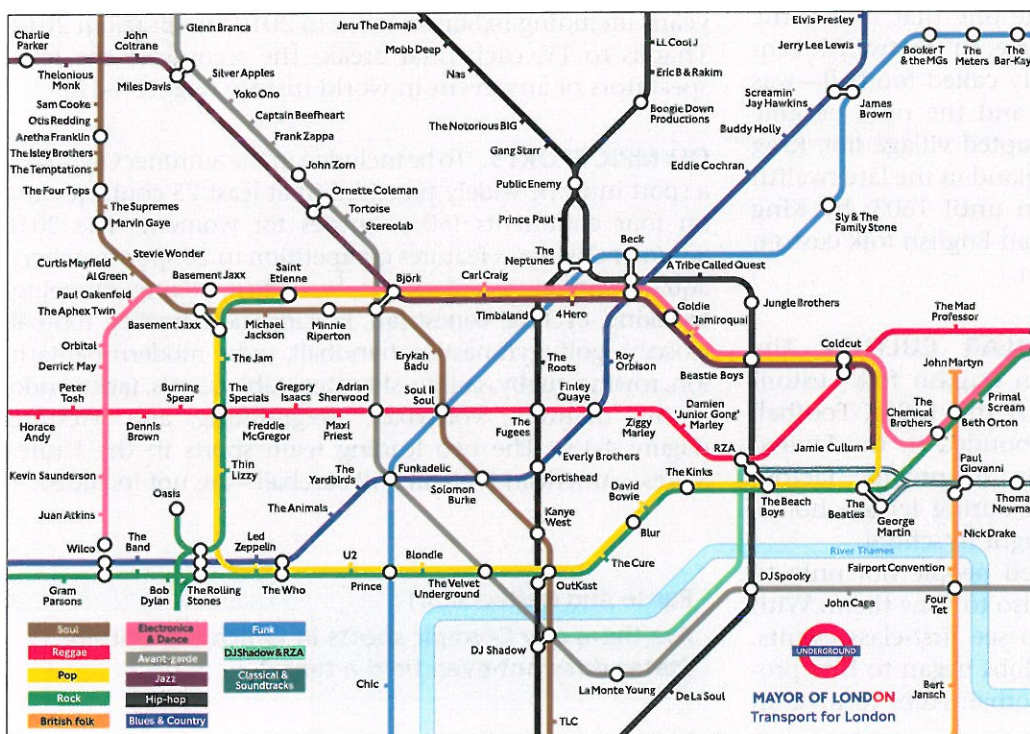 Charlie
Parker
John
Coltrane
Glenn Branca
Jeru The Damaja
Mobb Deep
Nas
LL Cool J
Eric B & Rakim
Elvis Presley
Jerry Lee Lewis
Booker T
& the MGs
The
Meters
The
Bar-Kays
Thelonious
Monk
Miles Davis
Silver Apples
Yoko Ono
Captain Beefheart
Frank Zappa
John Zorn
Ornette Coleman
Tortoise
Stereolab
Sam Cooke
Otis Redding
Aretha Franklin
The Isley Brothers
The Temptations
The Four Tops
The Supremes
Marvin Gaye
Stevie Wonder
Curtis Mayfield
Al Green
The Notorious BIG
Gang Starr
Public Enemy
Prince Paul
Boogie Down
Productions
Screamin'
Jay Hawkins
Buddy Holly
Eddie Cochran
James
Brown
Sly & The
Family Stone
The
Neptunes
Beck
A Tribe Called Quest
Jungle Brothers
Basement Jaxx
Saint
Etienne
Björk
Carl Craig
4 Hero
Timbaland
Goldie
Jamiroquai
Beastie Boys
Coldcut
The Mad
Professor
John Martyn
Paul Oakenfold
The Aphex Twin
Orbital
Derrick May
Basement Jaxx
Michael
Jackson
Minnie
Riperton
Erykah
Badu
The
Roots
Roy
Orbison
Finley
Quaye
Soul II
Soul
Peter
Tosh
Burning
Spear
The
Specials
Gregory
Isaacs
Adrian
Sherwood
Horace
Andy
Dennis
Brown
Freddie
McGregor
Maxi
Priest
The
Fugees
Ziggy
Marley
Damien
'Junior Gong'
Marley
The
Chemical
Brothers
Primal
Scream
Beth Orton
RZA
Jamie Cullum
Paul
Giovanni
Kevin Saunderson
Juan Atkins
Oasis
Thin
Lizzy
The
Yardbirds
The Animals
Funkadelic
Solomon
Burke
Everly Brothers
Portishead
Kanye
West
David
Bowie
The Kinks
Blur
The Cure
The Beach
Boys
The
Beatles
George
Martin
Nick Drake
River Thames
Fairport Convention
Wilco
The
Band
Led
Zeppelin
U2
Blondie
Gram
Parsons
Bob
Dylan
The Rolling
Stones
The Who
Prince
The Velvet
Underground
OutKast
DJ Spooky
John Cage
Four
Tet
DJ Shadow
La Monte Young
De La Soul
TLC
Chic
Bert
Jansch
Soul
Reggae
Pop
Rock
British folk
Electronica
& Dance
Avant-garde
Jazz
Hip-hop
Blues & Country
Funk
DJ Shadow & RZA
Classical &
Soundtracks
UNDERGROUND
MAYOR OF LONDON
Transport for London